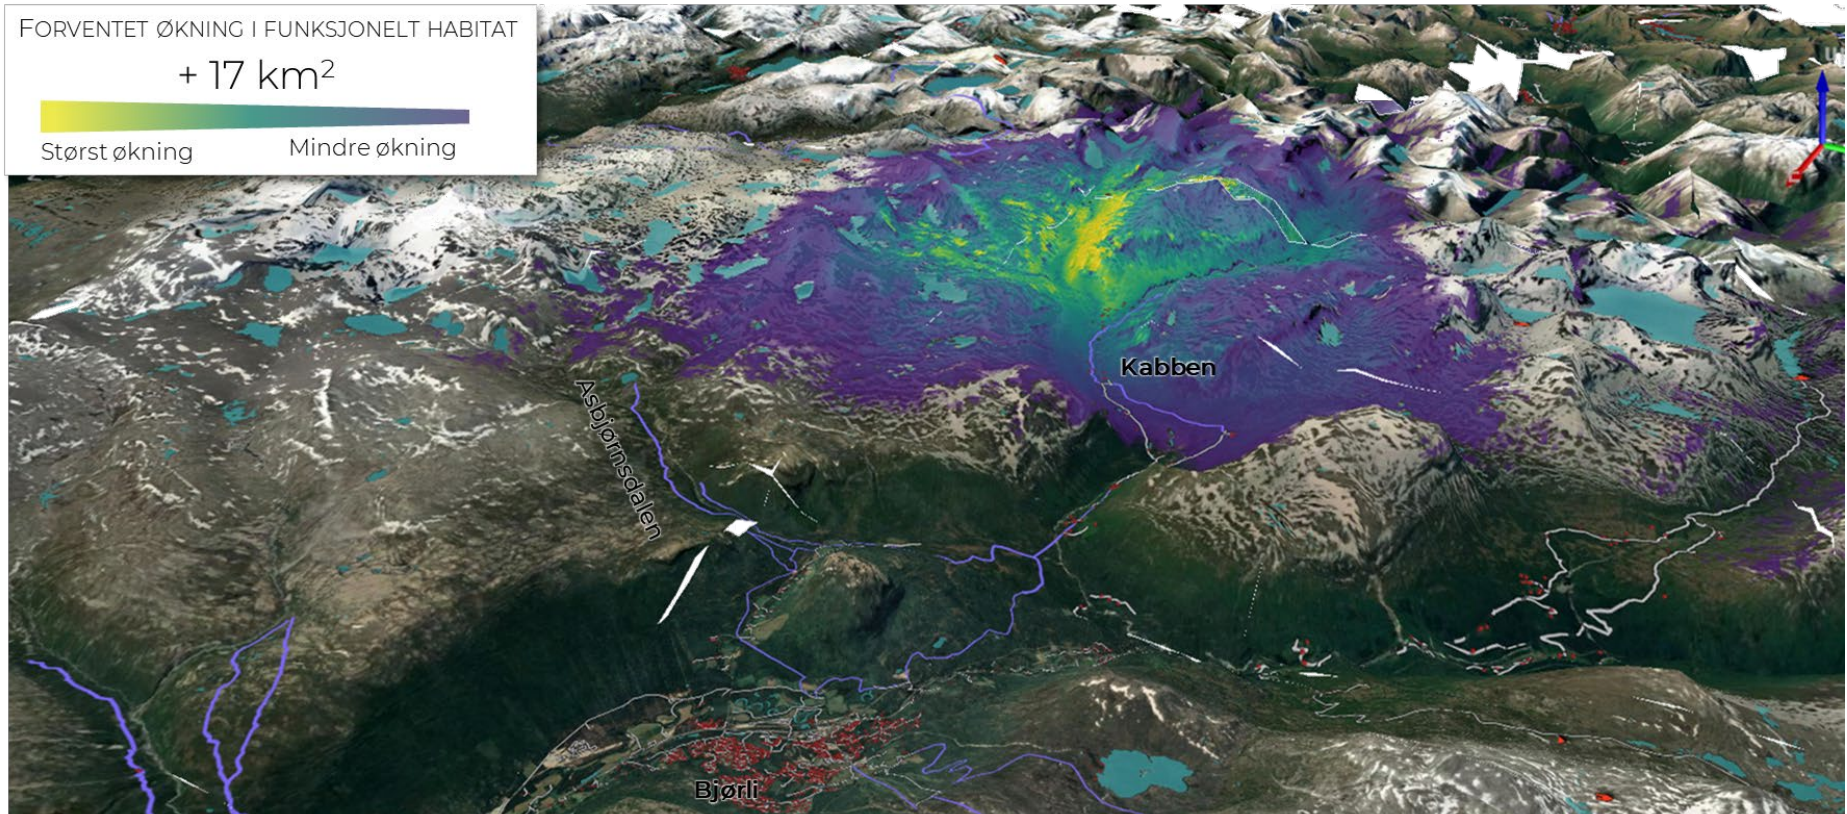 FORVENTET ØKNING I FUNKSJONELT HABITAT
+ 17 km²
Størst økning
Mindre økning
Kabben
Asbjørnsdalen
Bjørli